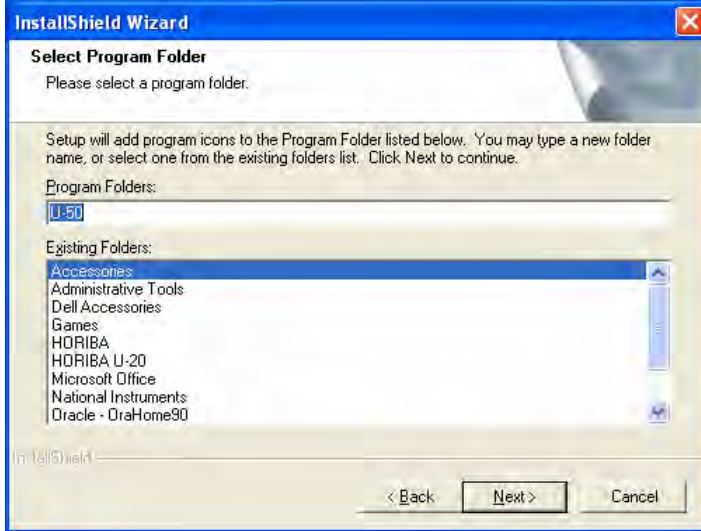 InstallShield Wizard
Select Program Folder
Please select a program folder.
Setup will add program icons to the Program Folder listed below. You may type a new folder
name, or select one from the existing folders list. Click Next to continue.
Program Folders:
U-50
Existing Folders:
Accessories
Administrative Tools
Dell Accessories
Games
HORIBA
HORIBA U-20
Microsoft Office
National Instruments
Oracle - OraHome90
InstallShield
< Back Next > Cancel